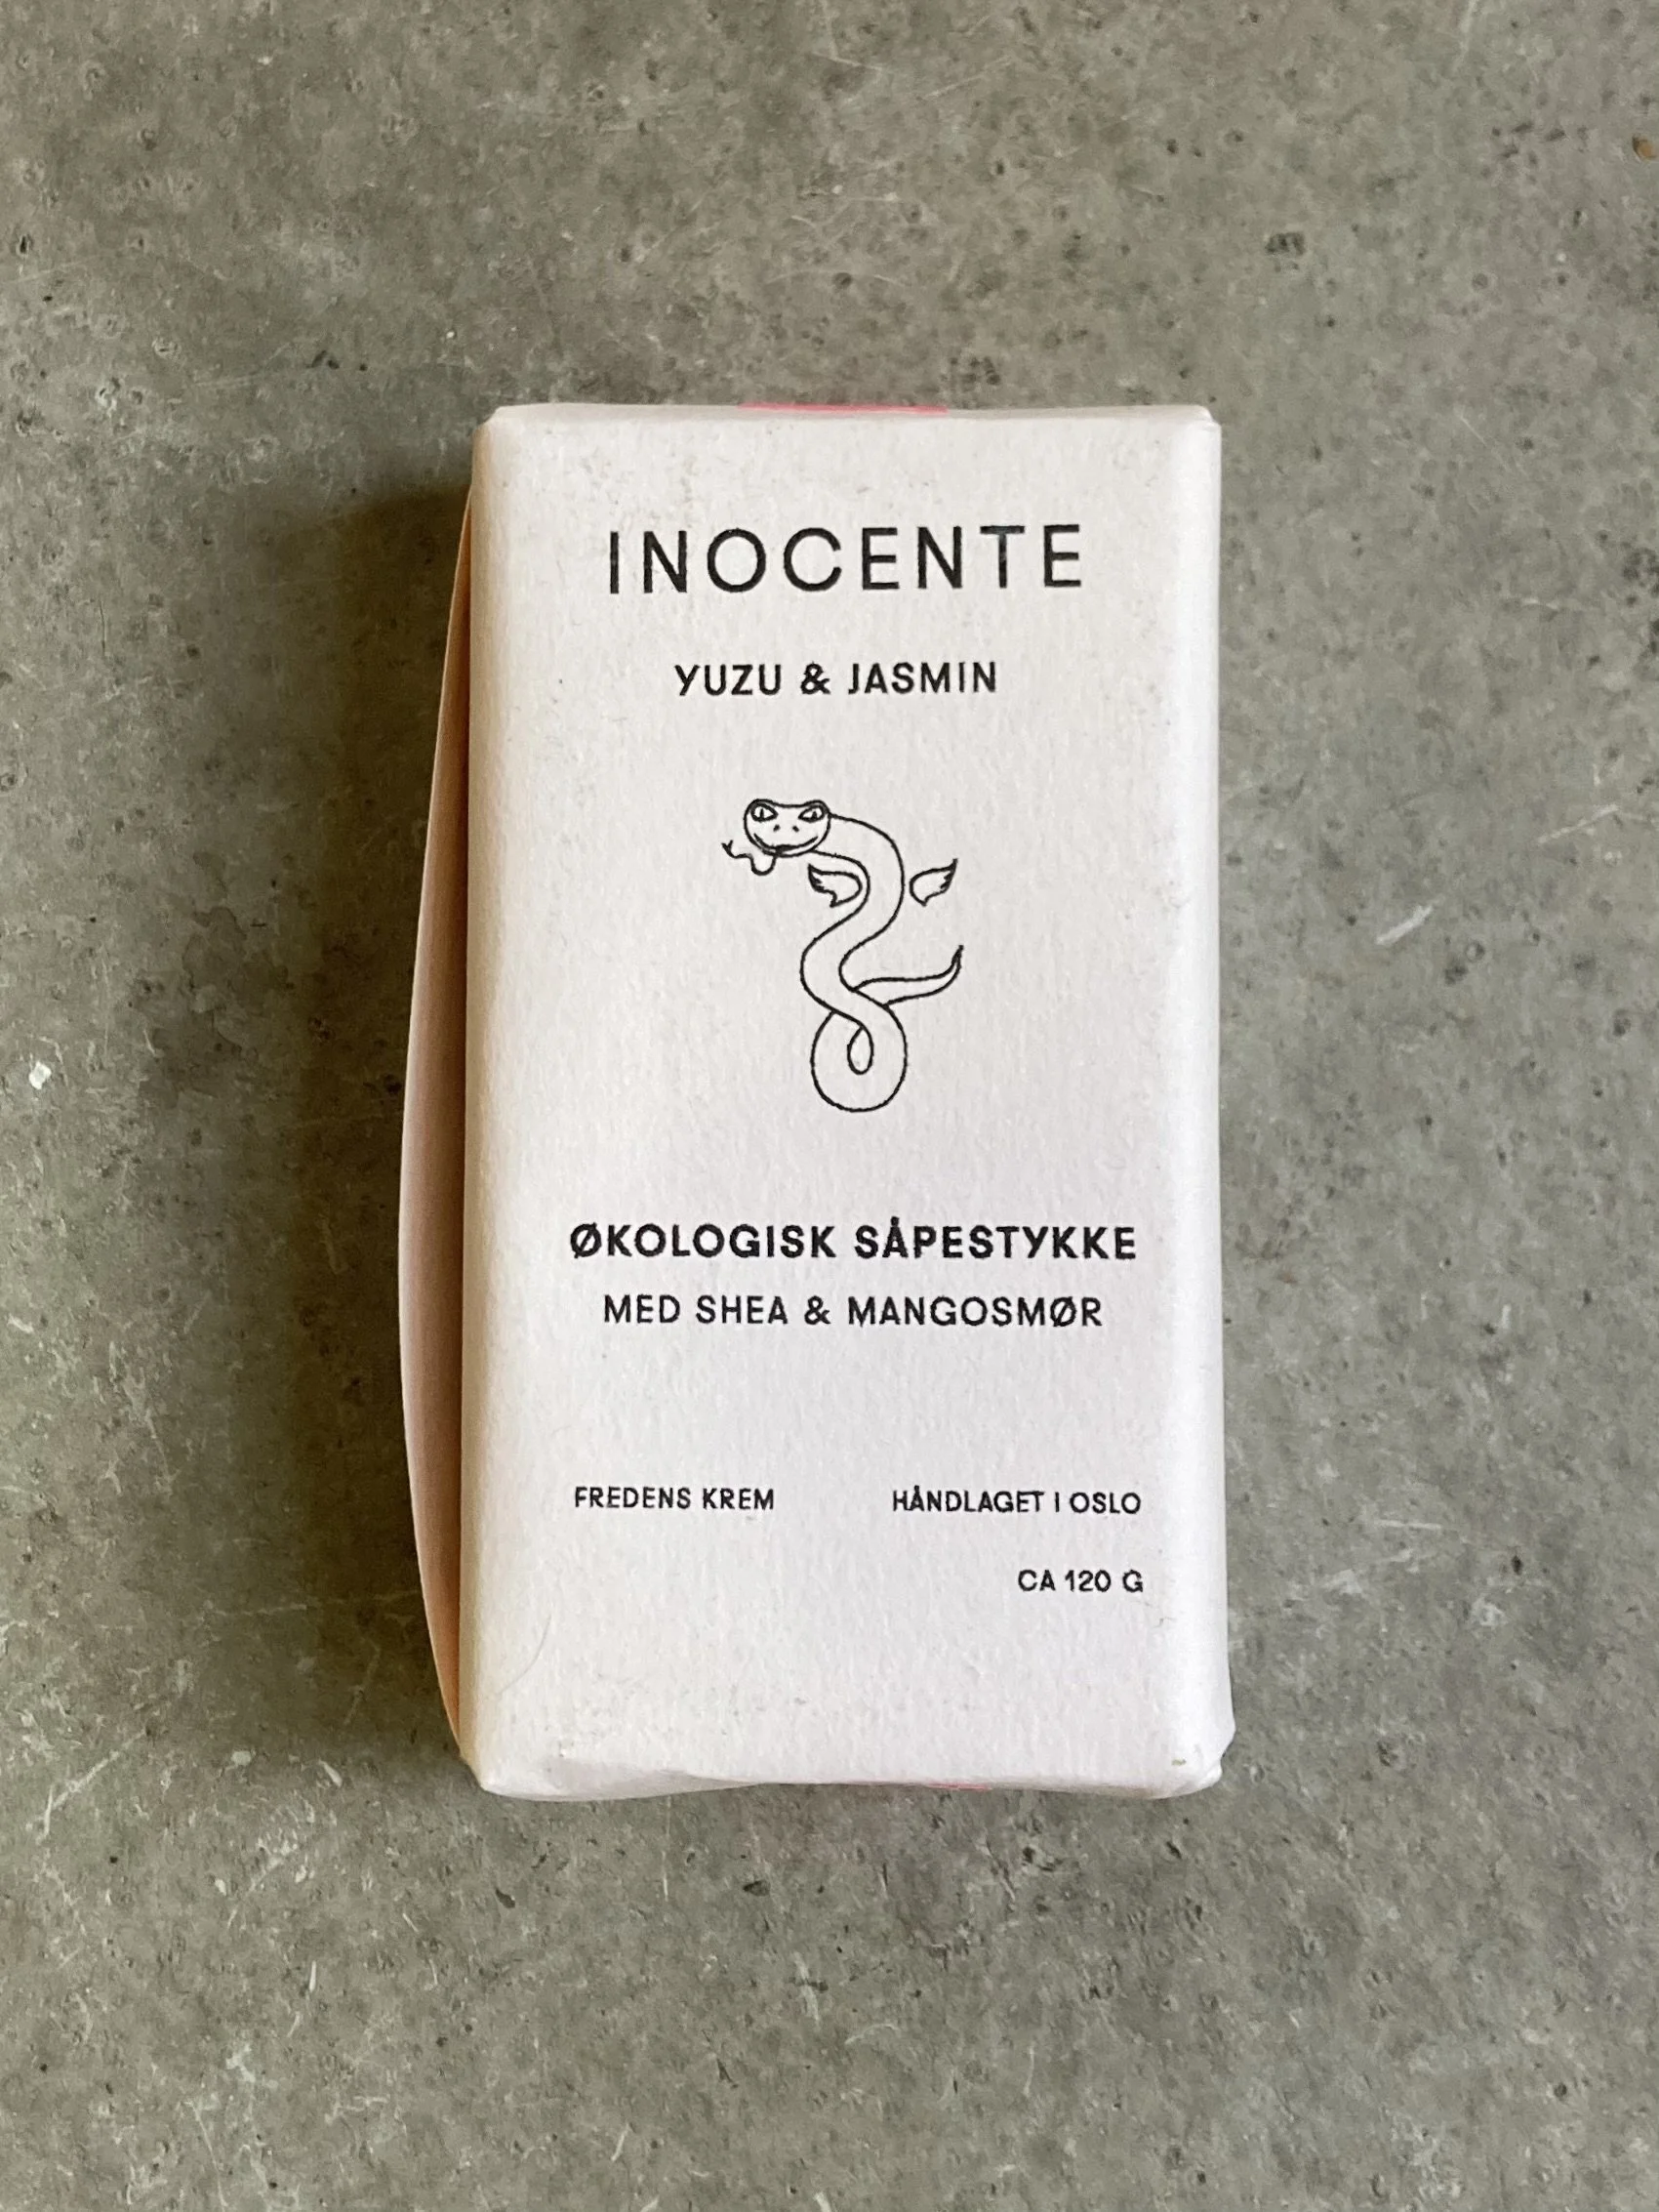 INOCENTE
YUZU & JASMIN
ØKOLOGISK SÅPESTYKKE
MED SHEA & MANGOSMØR
FREDENS KREM
HÅNDLAGET I OSLO
CA 120 G